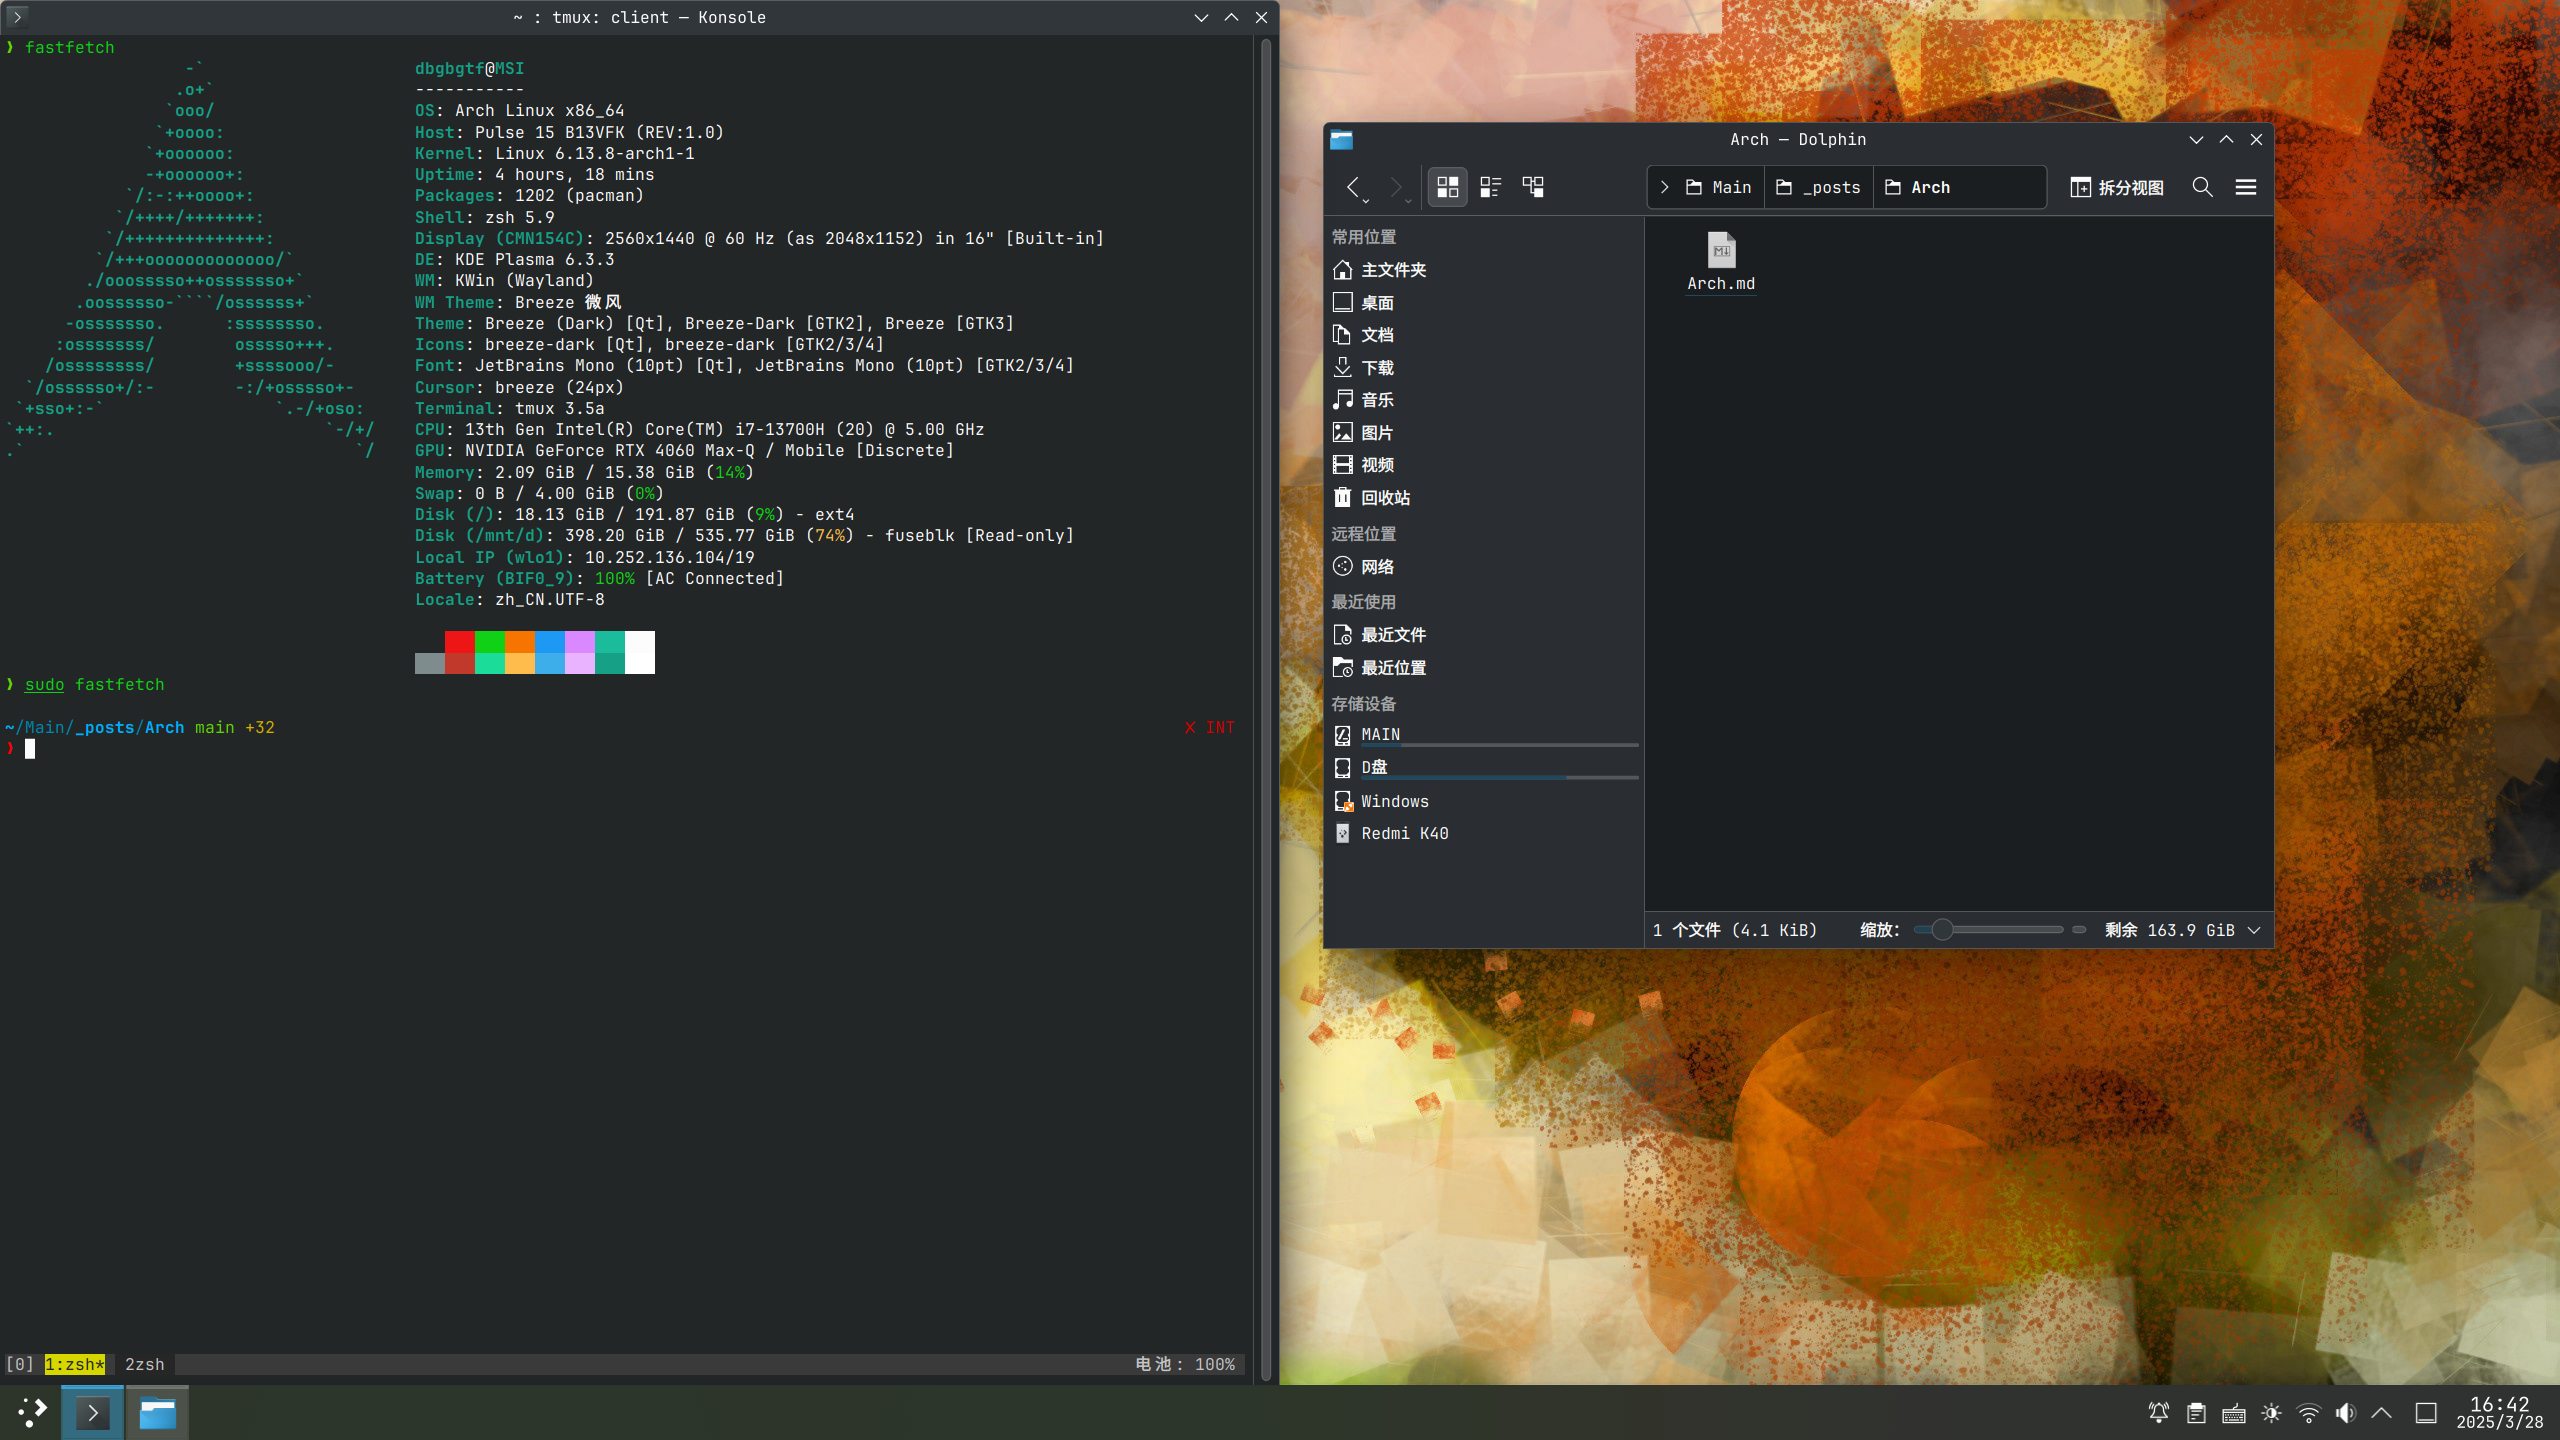 ~ : tmux: client — Konsole
❯ fastfetch
-`
.o+`
`ooo/
`+oooo:
`+oooooo:
-+oooooo+:
`/:-:++oooo+:
`/++++/+++++++:
`/++++++++++++++:
`/+++ooooooooooooo/`
./ooosssso++osssssso+`
.oossssso-````/ossssss+`
-osssssso.      :ssssssso.
:osssssss/        osssso+++.
/ossssssss/        +ssssooo/-
`/ossssso+/:-        -:/+osssso+-
`+sso+:-`                 `.-/+oso:
`++:.                           `-/+/
.`                                 `/
dbgbgtf@MSI
-----------
OS: Arch Linux x86_64
Host: Pulse 15 B13VFK (REV:1.0)
Kernel: Linux 6.13.8-arch1-1
Uptime: 4 hours, 18 mins
Packages: 1202 (pacman)
Shell: zsh 5.9
Display (CMN154C): 2560x1440 @ 60 Hz (as 2048x1152) in 16" [Built-in]
DE: KDE Plasma 6.3.3
WM: KWin (Wayland)
WM Theme: Breeze 微风
Theme: Breeze (Dark) [Qt], Breeze-Dark [GTK2], Breeze [GTK3]
Icons: breeze-dark [Qt], breeze-dark [GTK2/3/4]
Font: JetBrains Mono (10pt) [Qt], JetBrains Mono (10pt) [GTK2/3/4]
Cursor: breeze (24px)
Terminal: tmux 3.5a
CPU: 13th Gen Intel(R) Core(TM) i7-13700H (20) @ 5.00 GHz
GPU: NVIDIA GeForce RTX 4060 Max-Q / Mobile [Discrete]
Memory: 2.09 GiB / 15.38 GiB (14%)
Swap: 0 B / 4.00 GiB (0%)
Disk (/): 18.13 GiB / 191.87 GiB (9%) - ext4
Disk (/mnt/d): 398.20 GiB / 535.77 GiB (74%) - fuseblk [Read-only]
Local IP (wlo1): 10.252.136.104/19
Battery (BIF0_9): 100% [AC Connected]
Locale: zh_CN.UTF-8
❯ sudo fastfetch
~/Main/_posts/Arch main +32 ✗ INT
❯
[0] 1:zsh* 2zsh 电池: 100%
Arch — Dolphin
Main
_posts
Arch
拆分视图
常用位置
主文件夹
桌面
文档
下载
音乐
图片
视频
回收站
远程位置
网络
最近使用
最近文件
最近位置
存储设备
MAIN
D盘
Windows
Redmi K40
Arch.md
1 个文件 (4.1 KiB) 缩放: 剩余 163.9 GiB
16:42
2025/3/28